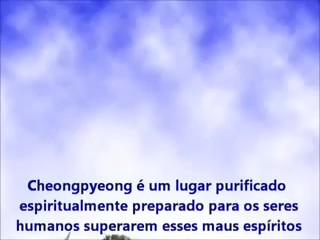 Cheongpyeong é um lugar purificado
espiritualmente preparado para os seres
humanos superarem esses maus espíritos